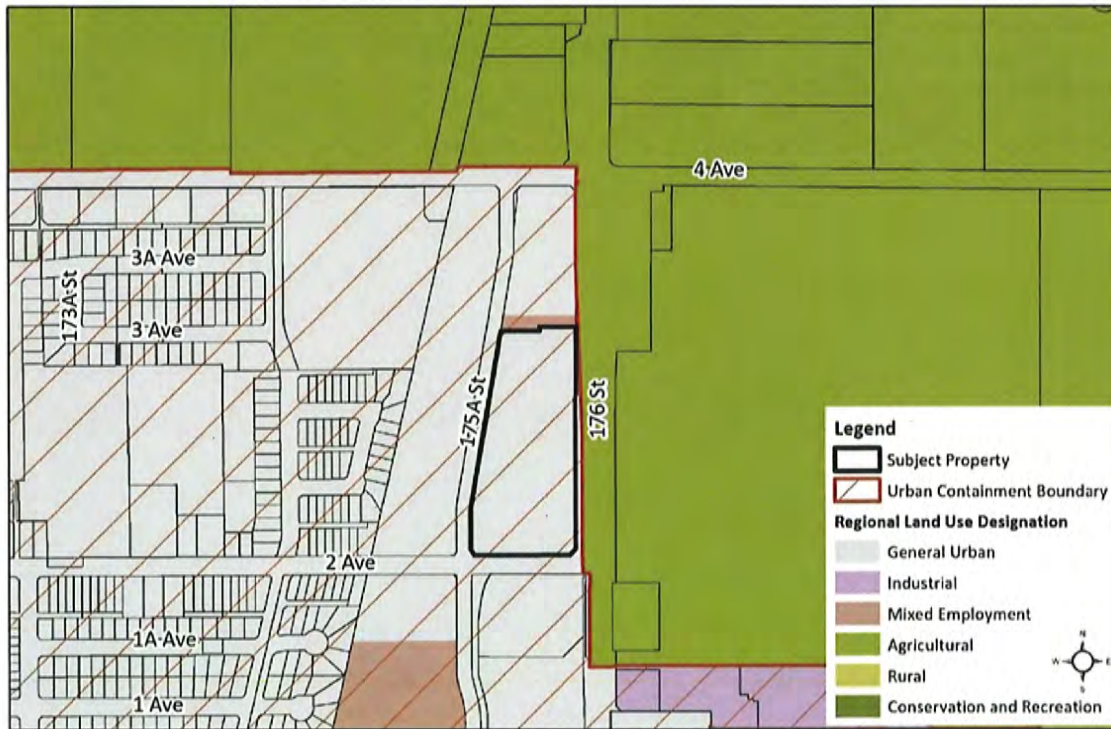 4 Ave
3A Ave
173A St
3 Ave
175A St
176 St
2 Ave
1A Ave
1 Ave
Legend
Subject Property
Urban Containment Boundary
Regional Land Use Designation
General Urban
Industrial
Mixed Employment
Agricultural
Rural
Conservation and Recreation
N
W
E
S